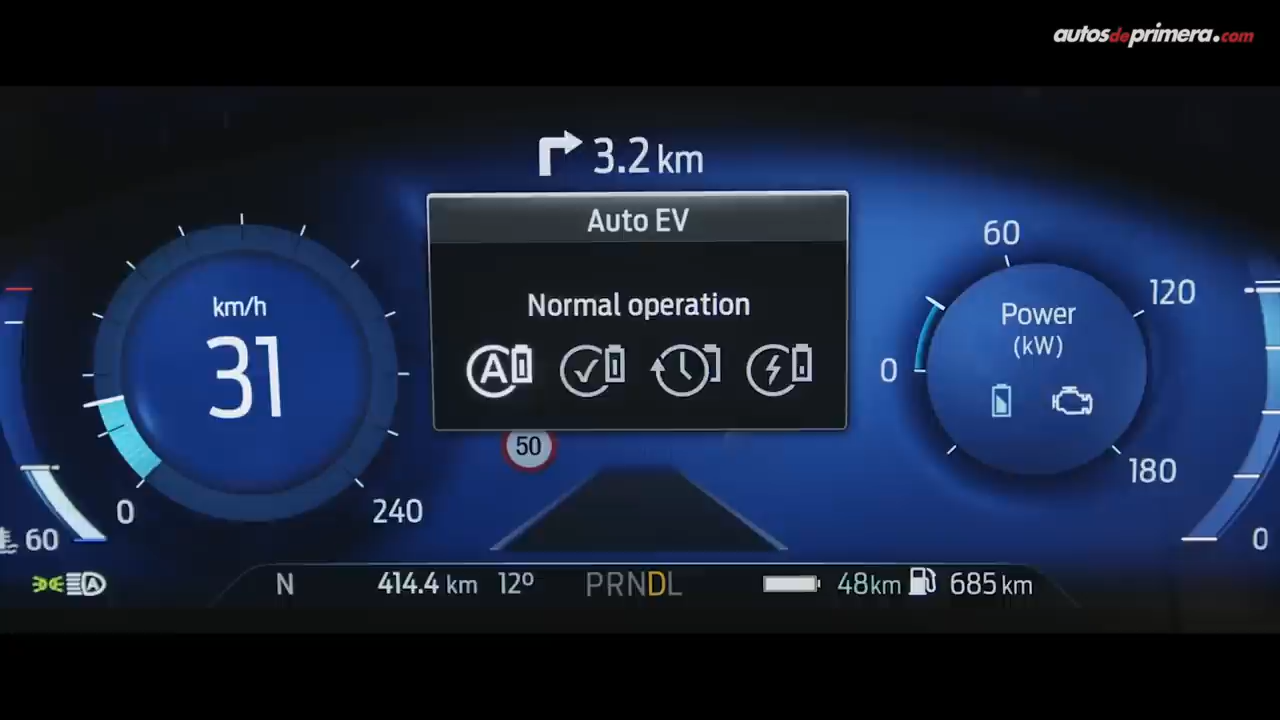 autosdeprimera.com
3.2 km
Auto EV
Normal operation
A
km/h
31
0
240
60
50
Power
(kW)
0
60
120
180
0
A
N
414.4 km
12º
PRNDL
48km
685 km